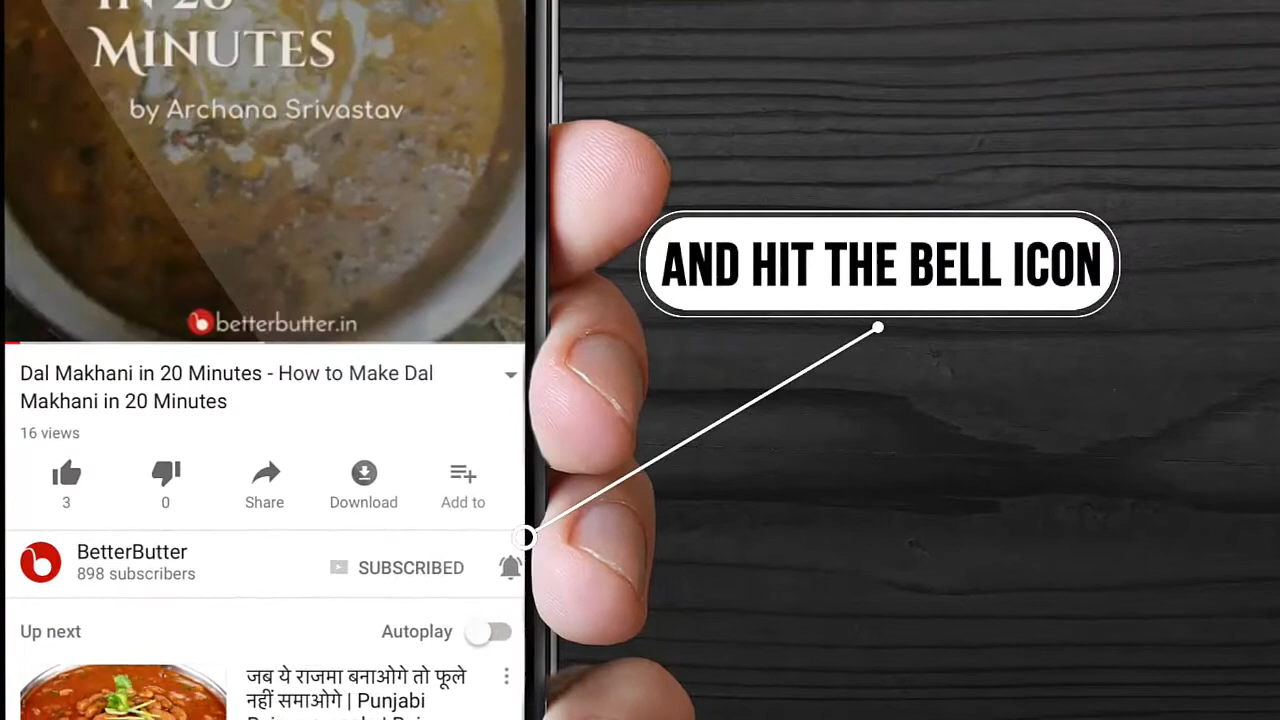 IN 20
MINUTES
by Archana Srivastav
betterbutter.in
AND HIT THE BELL ICON
Dal Makhani in 20 Minutes - How to Make Dal
Makhani in 20 Minutes
16 views
3
0
Share
Download
Add to
BetterButter
898 subscribers
SUBSCRIBED
Up next
Autoplay
जब ये राजमा बनाओगे तो फूले
नहीं समाओगे | Punjabi